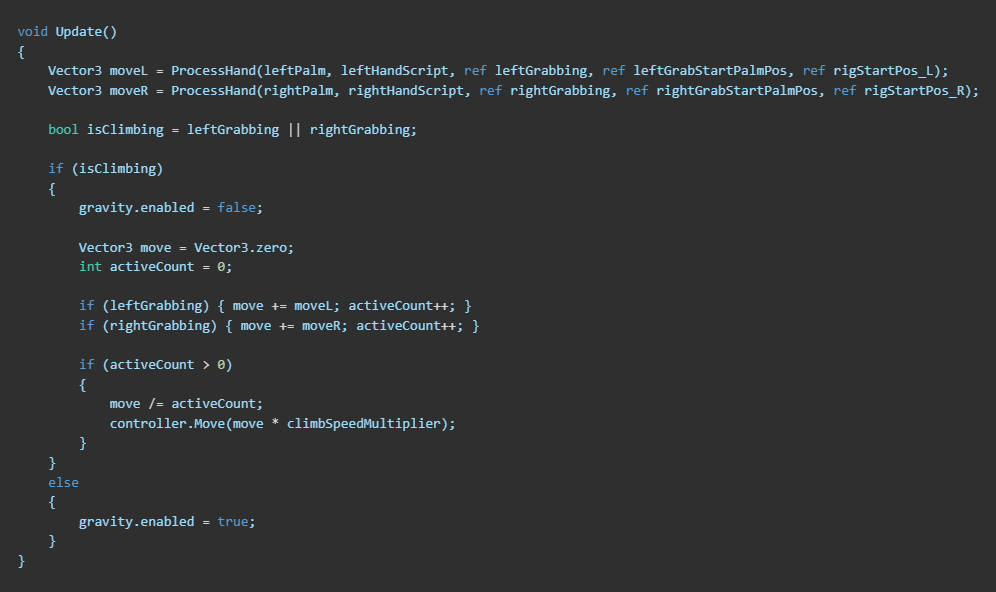 void Update()
{
    Vector3 moveL = ProcessHand(leftPalm, leftHandScript, ref leftGrabbing, ref leftGrabStartPalmPos, ref rigStartPos_L);
    Vector3 moveR = ProcessHand(rightPalm, rightHandScript, ref rightGrabbing, ref rightGrabStartPalmPos, ref rigStartPos_R);

    bool isClimbing = leftGrabbing || rightGrabbing;

    if (isClimbing)
    {
        gravity.enabled = false;

        Vector3 move = Vector3.zero;
        int activeCount = 0;

        if (leftGrabbing) { move += moveL; activeCount++; }
        if (rightGrabbing) { move += moveR; activeCount++; }

        if (activeCount > 0)
        {
            move /= activeCount;
            controller.Move(move * climbSpeedMultiplier);
        }
    }
    else
    {
        gravity.enabled = true;
    }
}